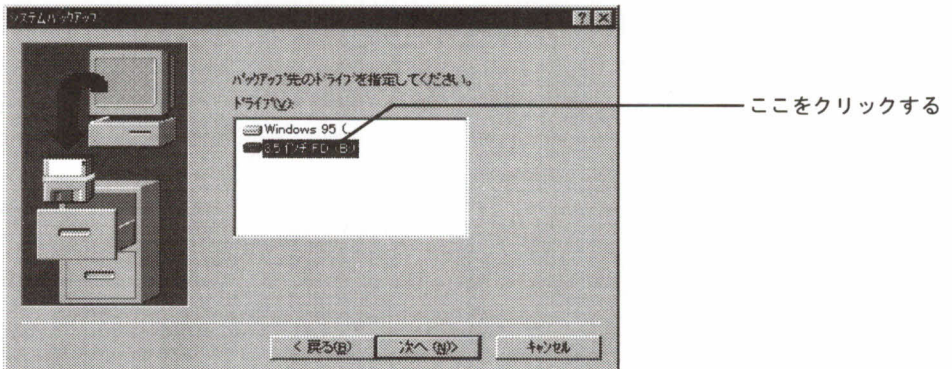 システムバックアップ
バックアップ先のドライブを指定してください。
ドライブ(V):
Windows 95 (
3.5インチFD (B:)
ここをクリックする
< 戻る(B)
次へ (N)>
キャンセル